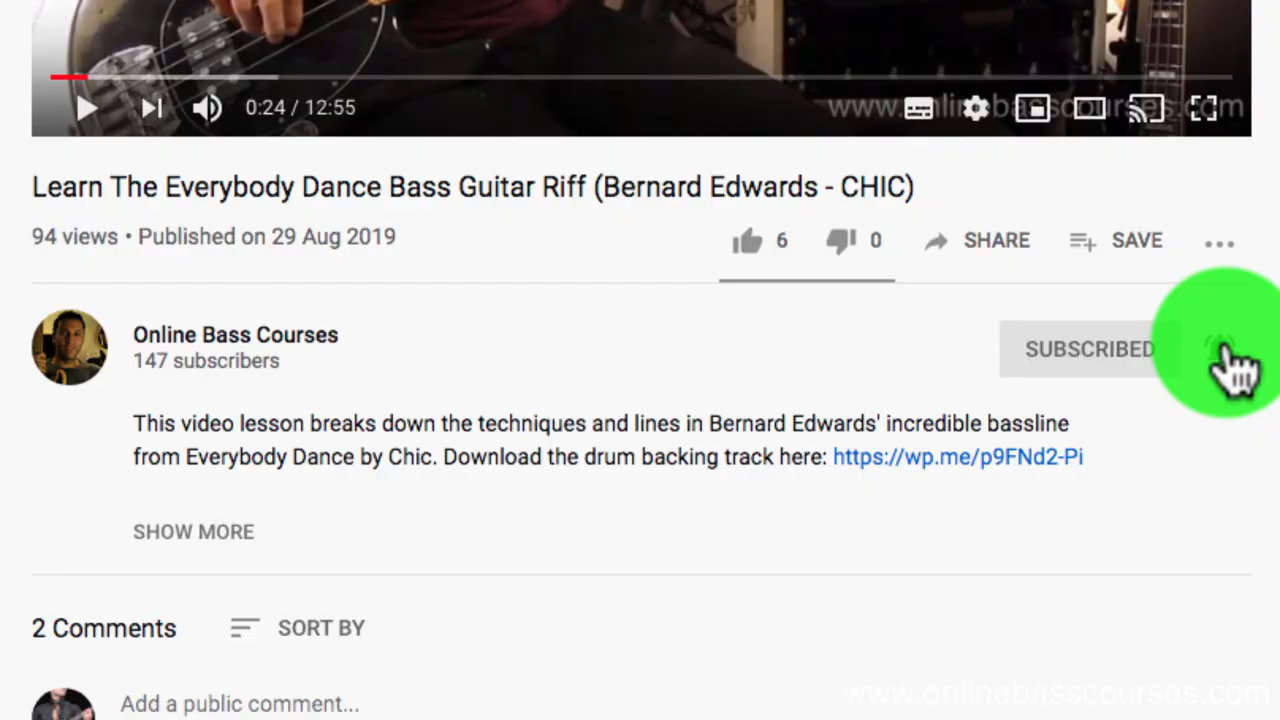 0:24 / 12:55
www.onlinebasscourses.com
Learn The Everybody Dance Bass Guitar Riff (Bernard Edwards - CHIC)
94 views • Published on 29 Aug 2019
6
0
SHARE
SAVE
Online Bass Courses
147 subscribers
SUBSCRIBED
This video lesson breaks down the techniques and lines in Bernard Edwards' incredible bassline
from Everybody Dance by Chic. Download the drum backing track here: https://wp.me/p9FNd2-Pi
SHOW MORE
2 Comments
SORT BY
Add a public comment...
www.onlinebasscourses.com